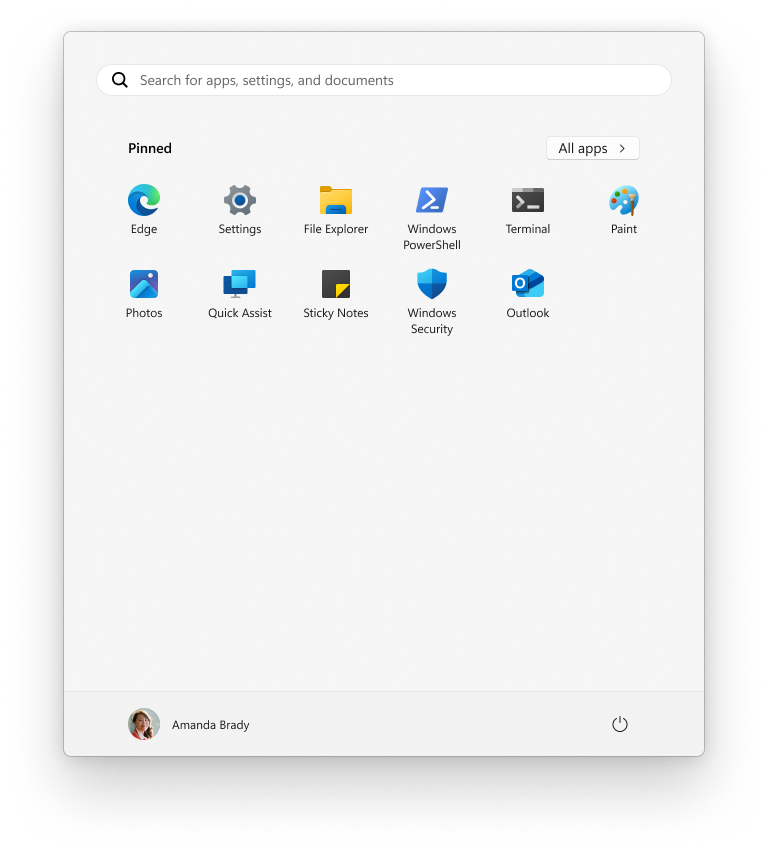 Search for apps, settings, and documents
Pinned
All apps
Edge
Settings
File Explorer
Windows
PowerShell
Terminal
Paint
Photos
Quick Assist
Sticky Notes
Windows
Security
Outlook
Amanda Brady